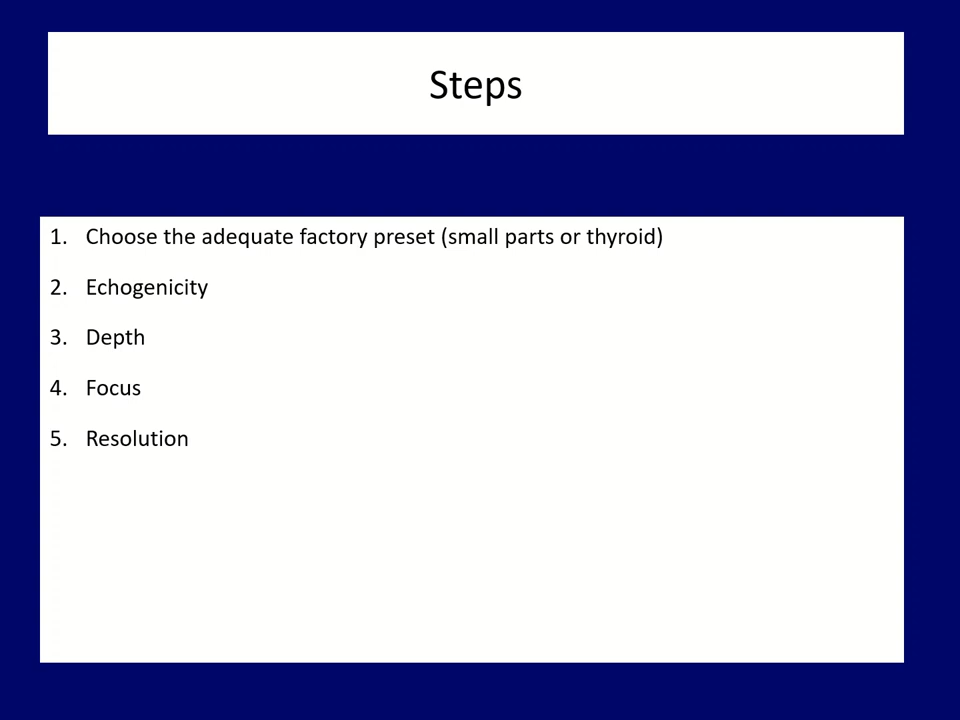 Steps
1. Choose the adequate factory preset (small parts or thyroid)
2. Echogenicity
3. Depth
4. Focus
5. Resolution